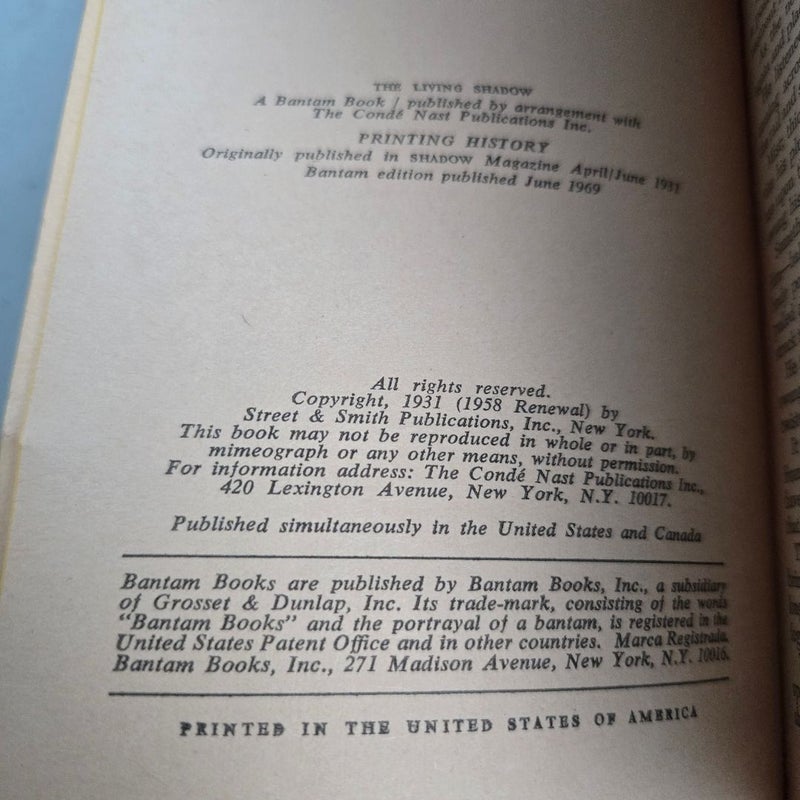 THE LIVING SHADOW
A Bantam Book / published by arrangement with
The Condé Nast Publications Inc.
PRINTING HISTORY
Originally published in SHADOW Magazine April/June 1931
Bantam edition published June 1969
All rights reserved.
Copyright, 1931 (1958 Renewal) by
Street & Smith Publications, Inc., New York.
This book may not be reproduced in whole or in part, by
mimeograph or any other means, without permission.
For information address: The Condé Nast Publications Inc.,
420 Lexington Avenue, New York, N.Y. 10017.
Published simultaneously in the United States and Canada
Bantam Books are published by Bantam Books, Inc., a subsidiary
of Grosset & Dunlap, Inc. Its trade-mark, consisting of the words
"Bantam Books" and the portrayal of a bantam, is registered in the
United States Patent Office and in other countries. Marca Registrada.
Bantam Books, Inc., 271 Madison Avenue, New York, N.Y. 10016.
PRINTED IN THE UNITED STATES OF AMERICA